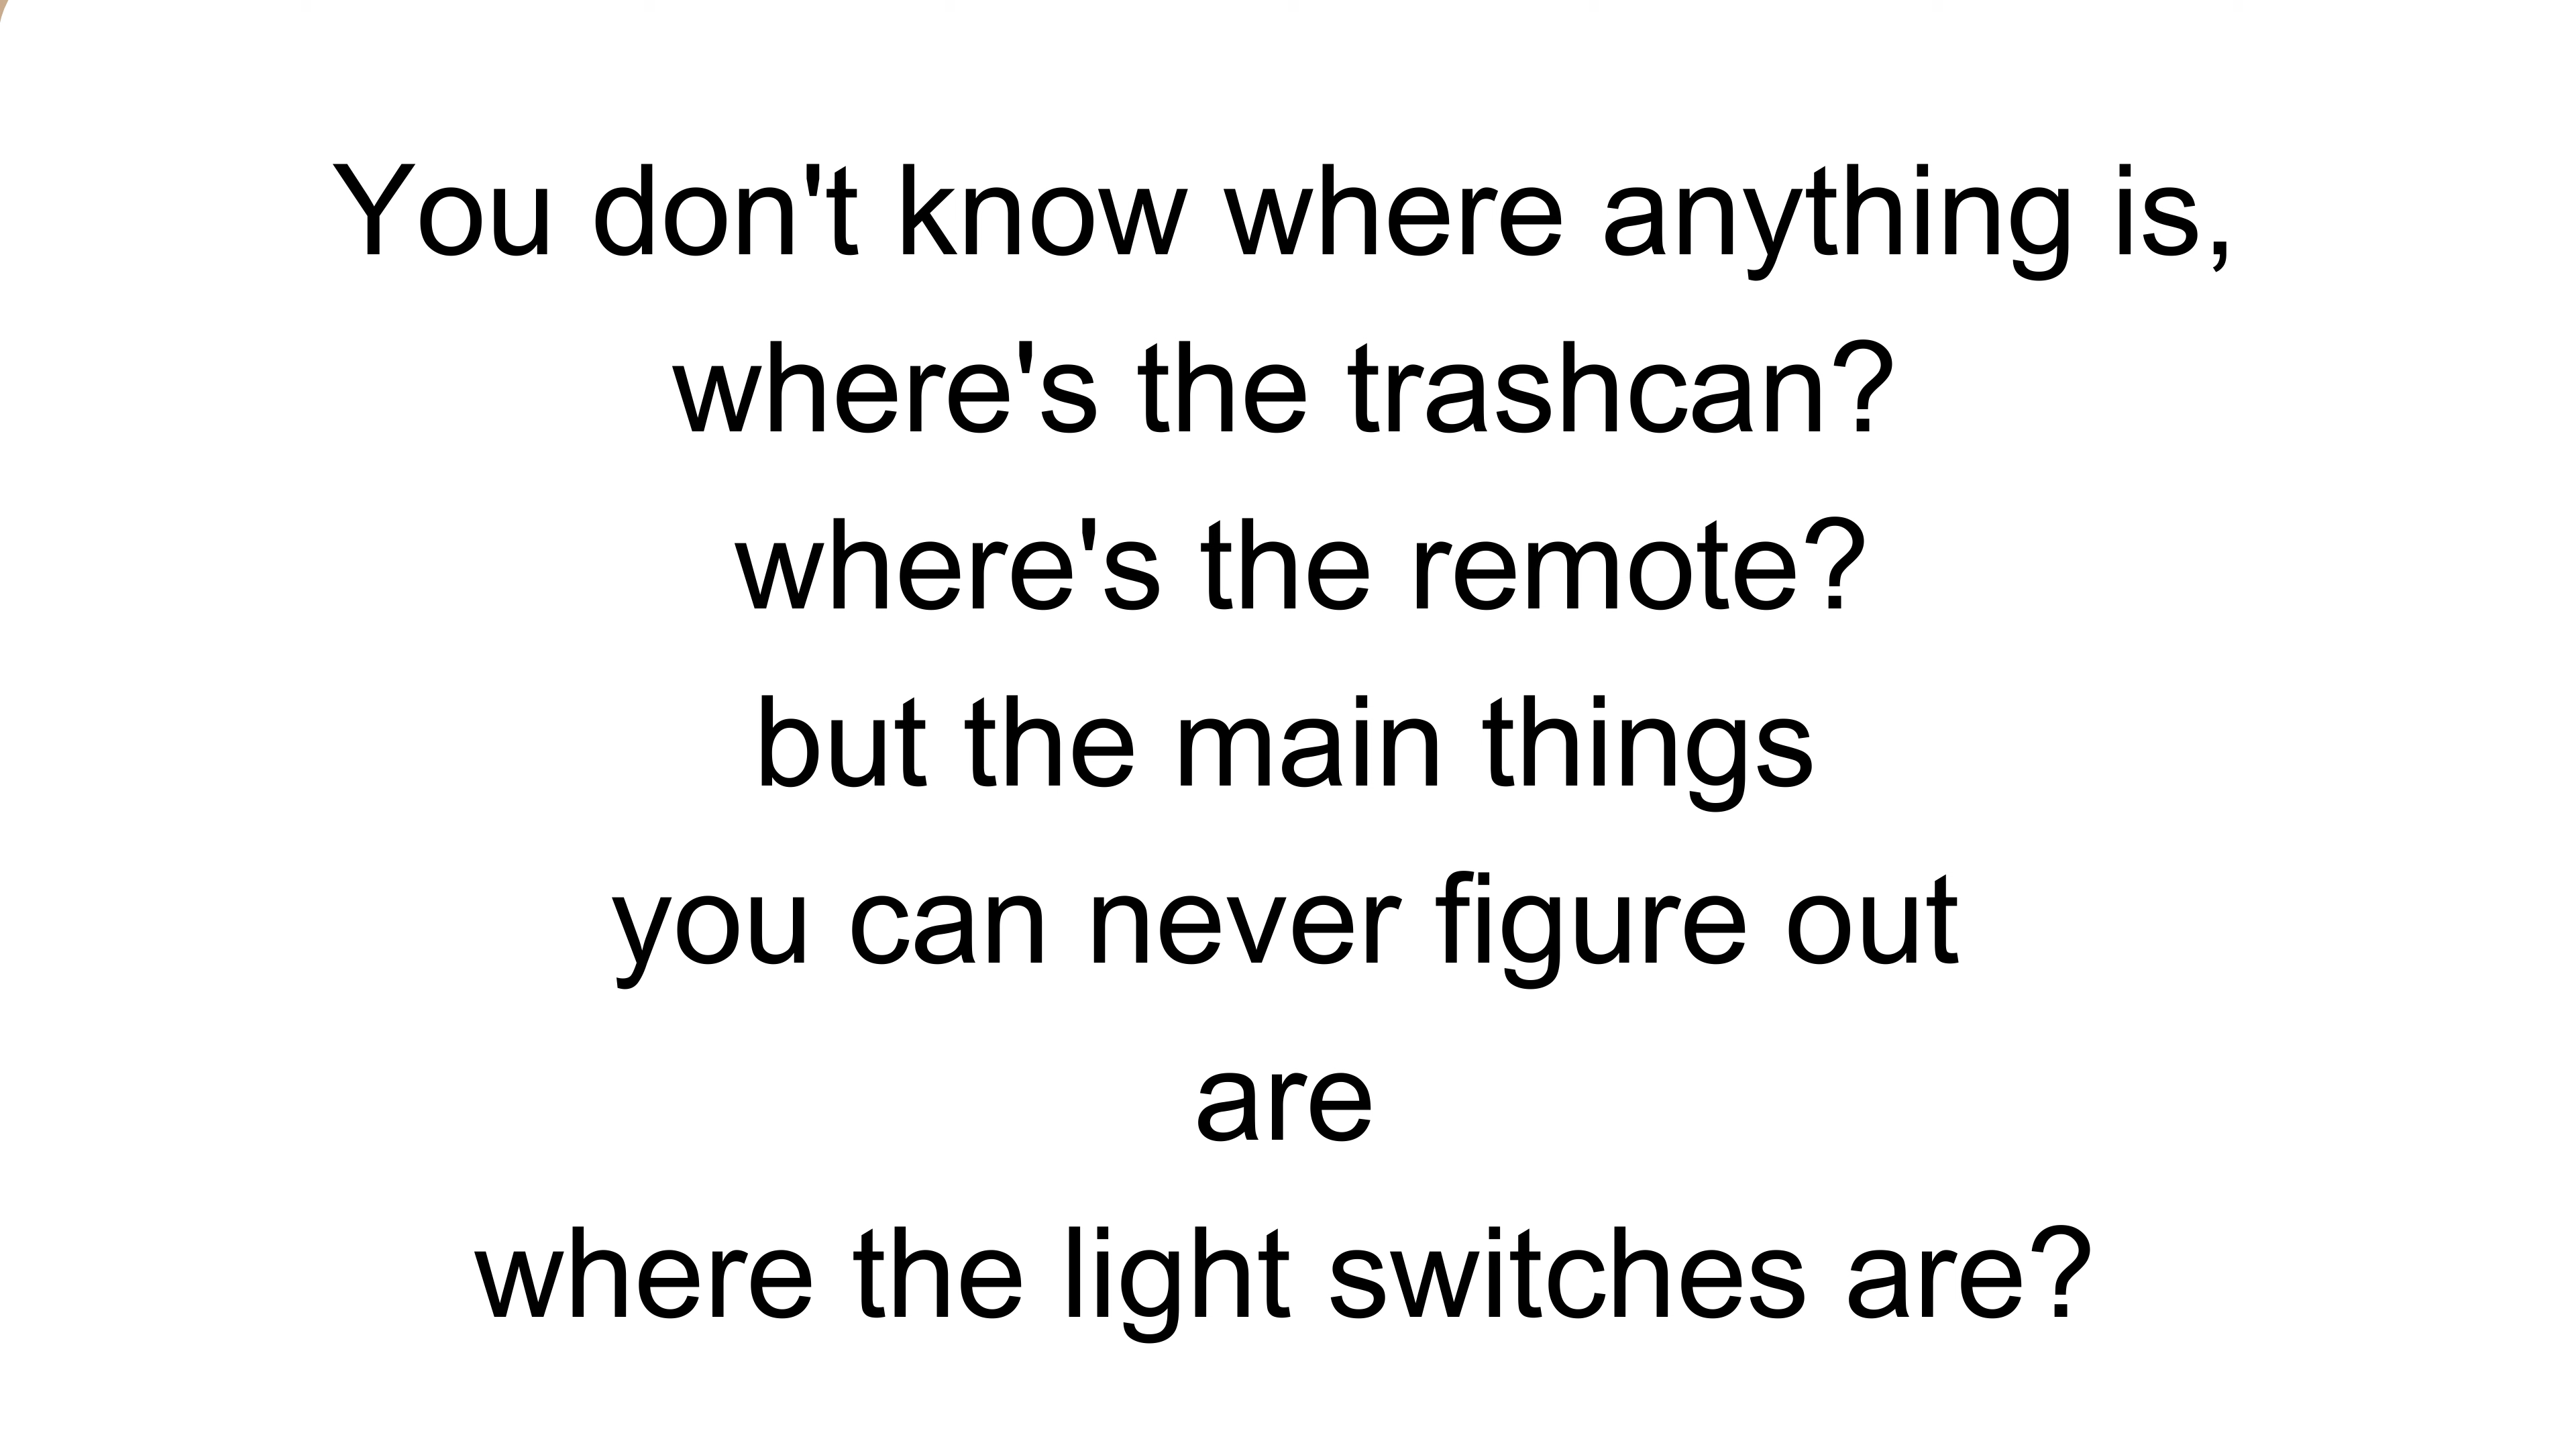 You don't know where anything is,
where's the trashcan?
where's the remote?
but the main things
you can never figure out
are
where the light switches are?